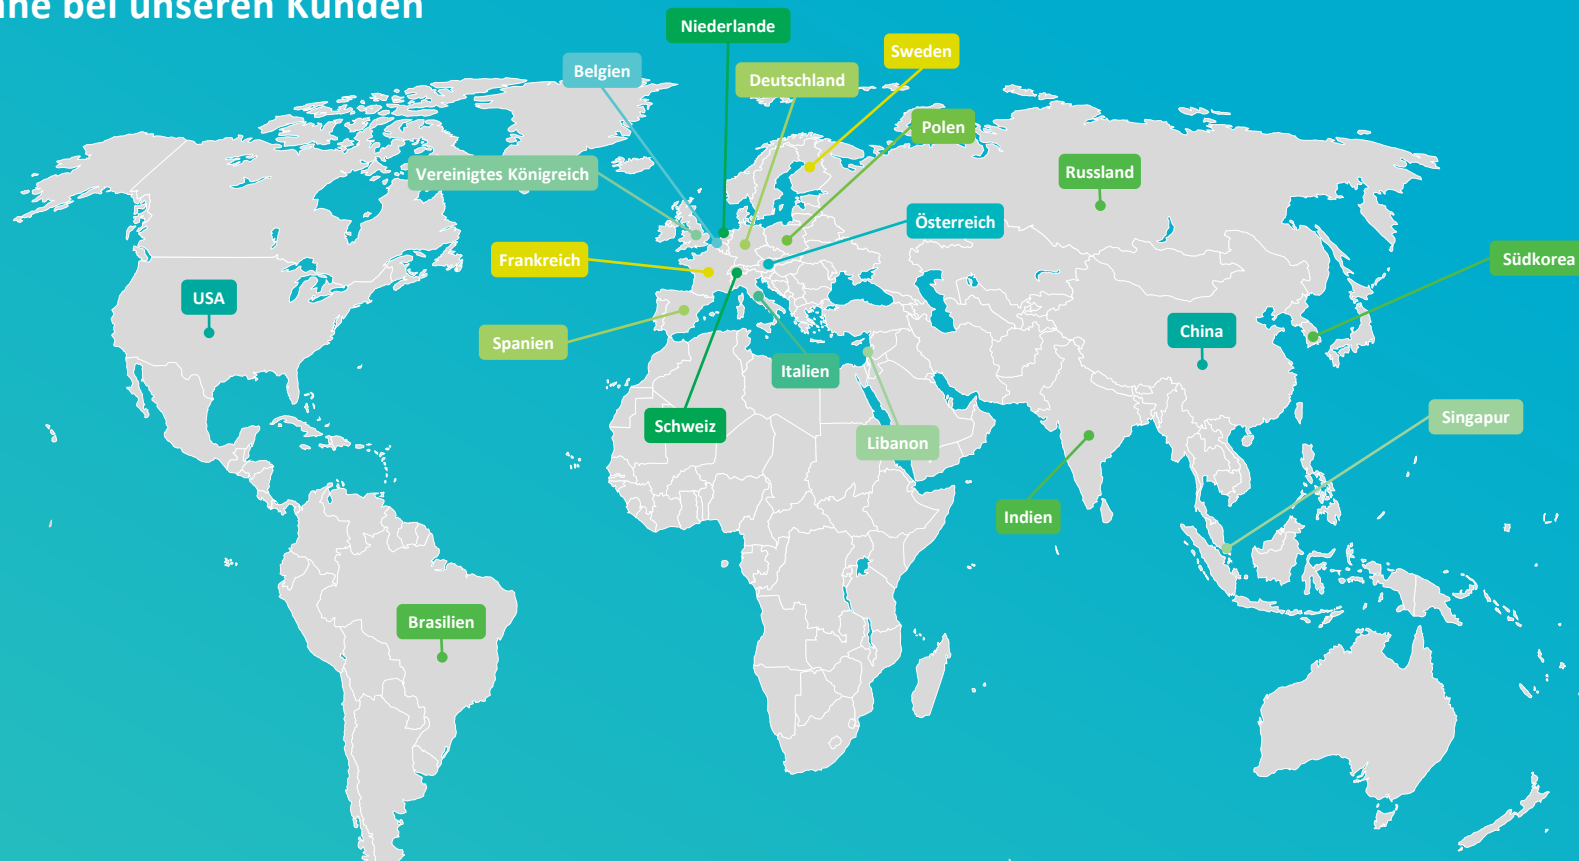 bei unseren Kunden
Niederlande
Sweden
Belgien
Deutschland
Polen
Vereinigtes Königreich
Russland
Österreich
Frankreich
Südkorea
USA
China
Spanien
Italien
Schweiz
Singapur
Libanon
Indien
Brasilien